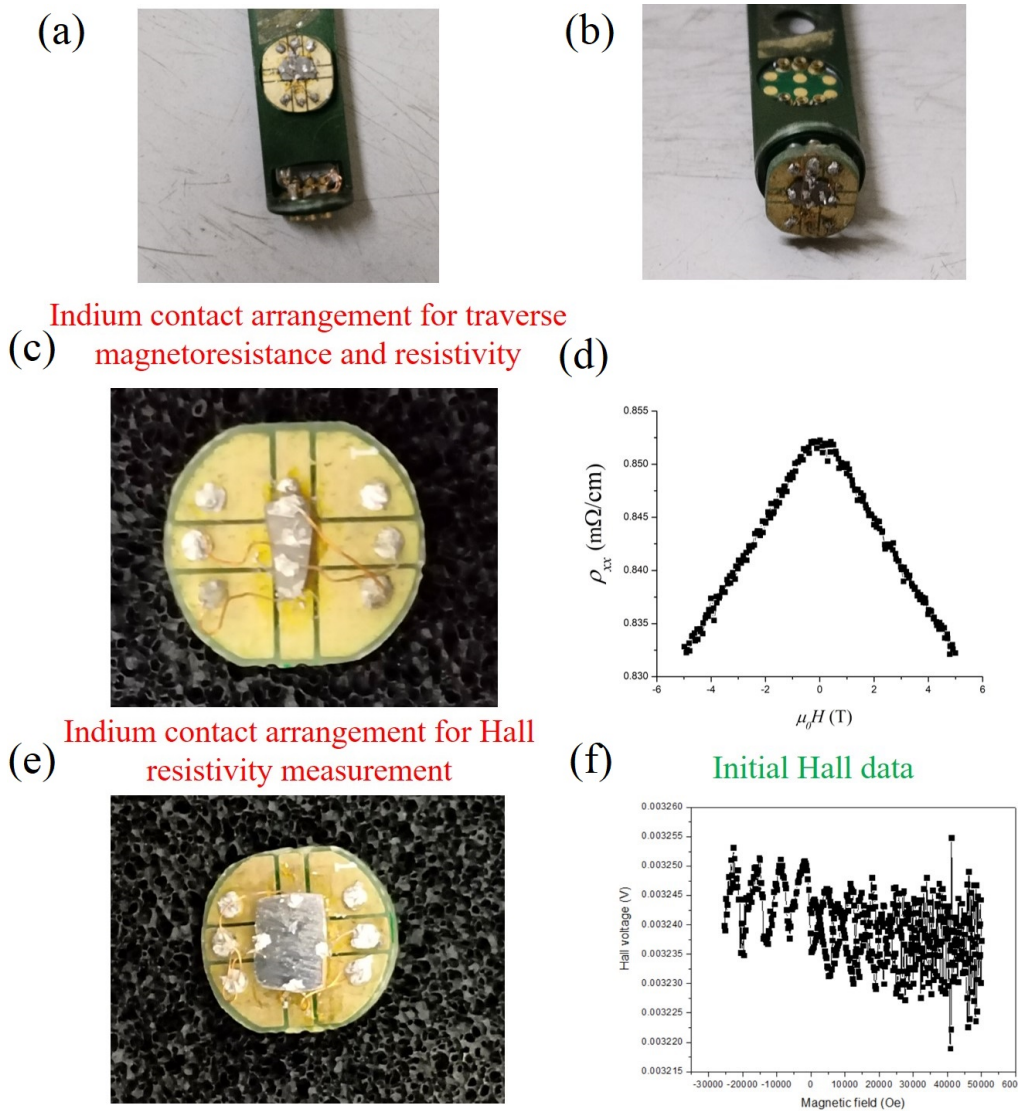 (a)
(b)
Indium contact arrangement for traverse
magnetoresistance and resistivity
(c)
(d)
0.855
0.850
0.845
0.840
0.835
0.830
ρxx (mΩ/cm)
-6 -4 -2 0 2 4 6
μ0H (T)
Indium contact arrangement for Hall
resistivity measurement
(e)
(f)
Initial Hall data
0.003260
0.003255
0.003250
0.003245
0.003240
0.003235
0.003230
0.003225
0.003220
0.003215
Hall voltage (V)
-30000 -20000 -10000 0 10000 20000 30000 40000 50000 600
Magnetic field (Oe)